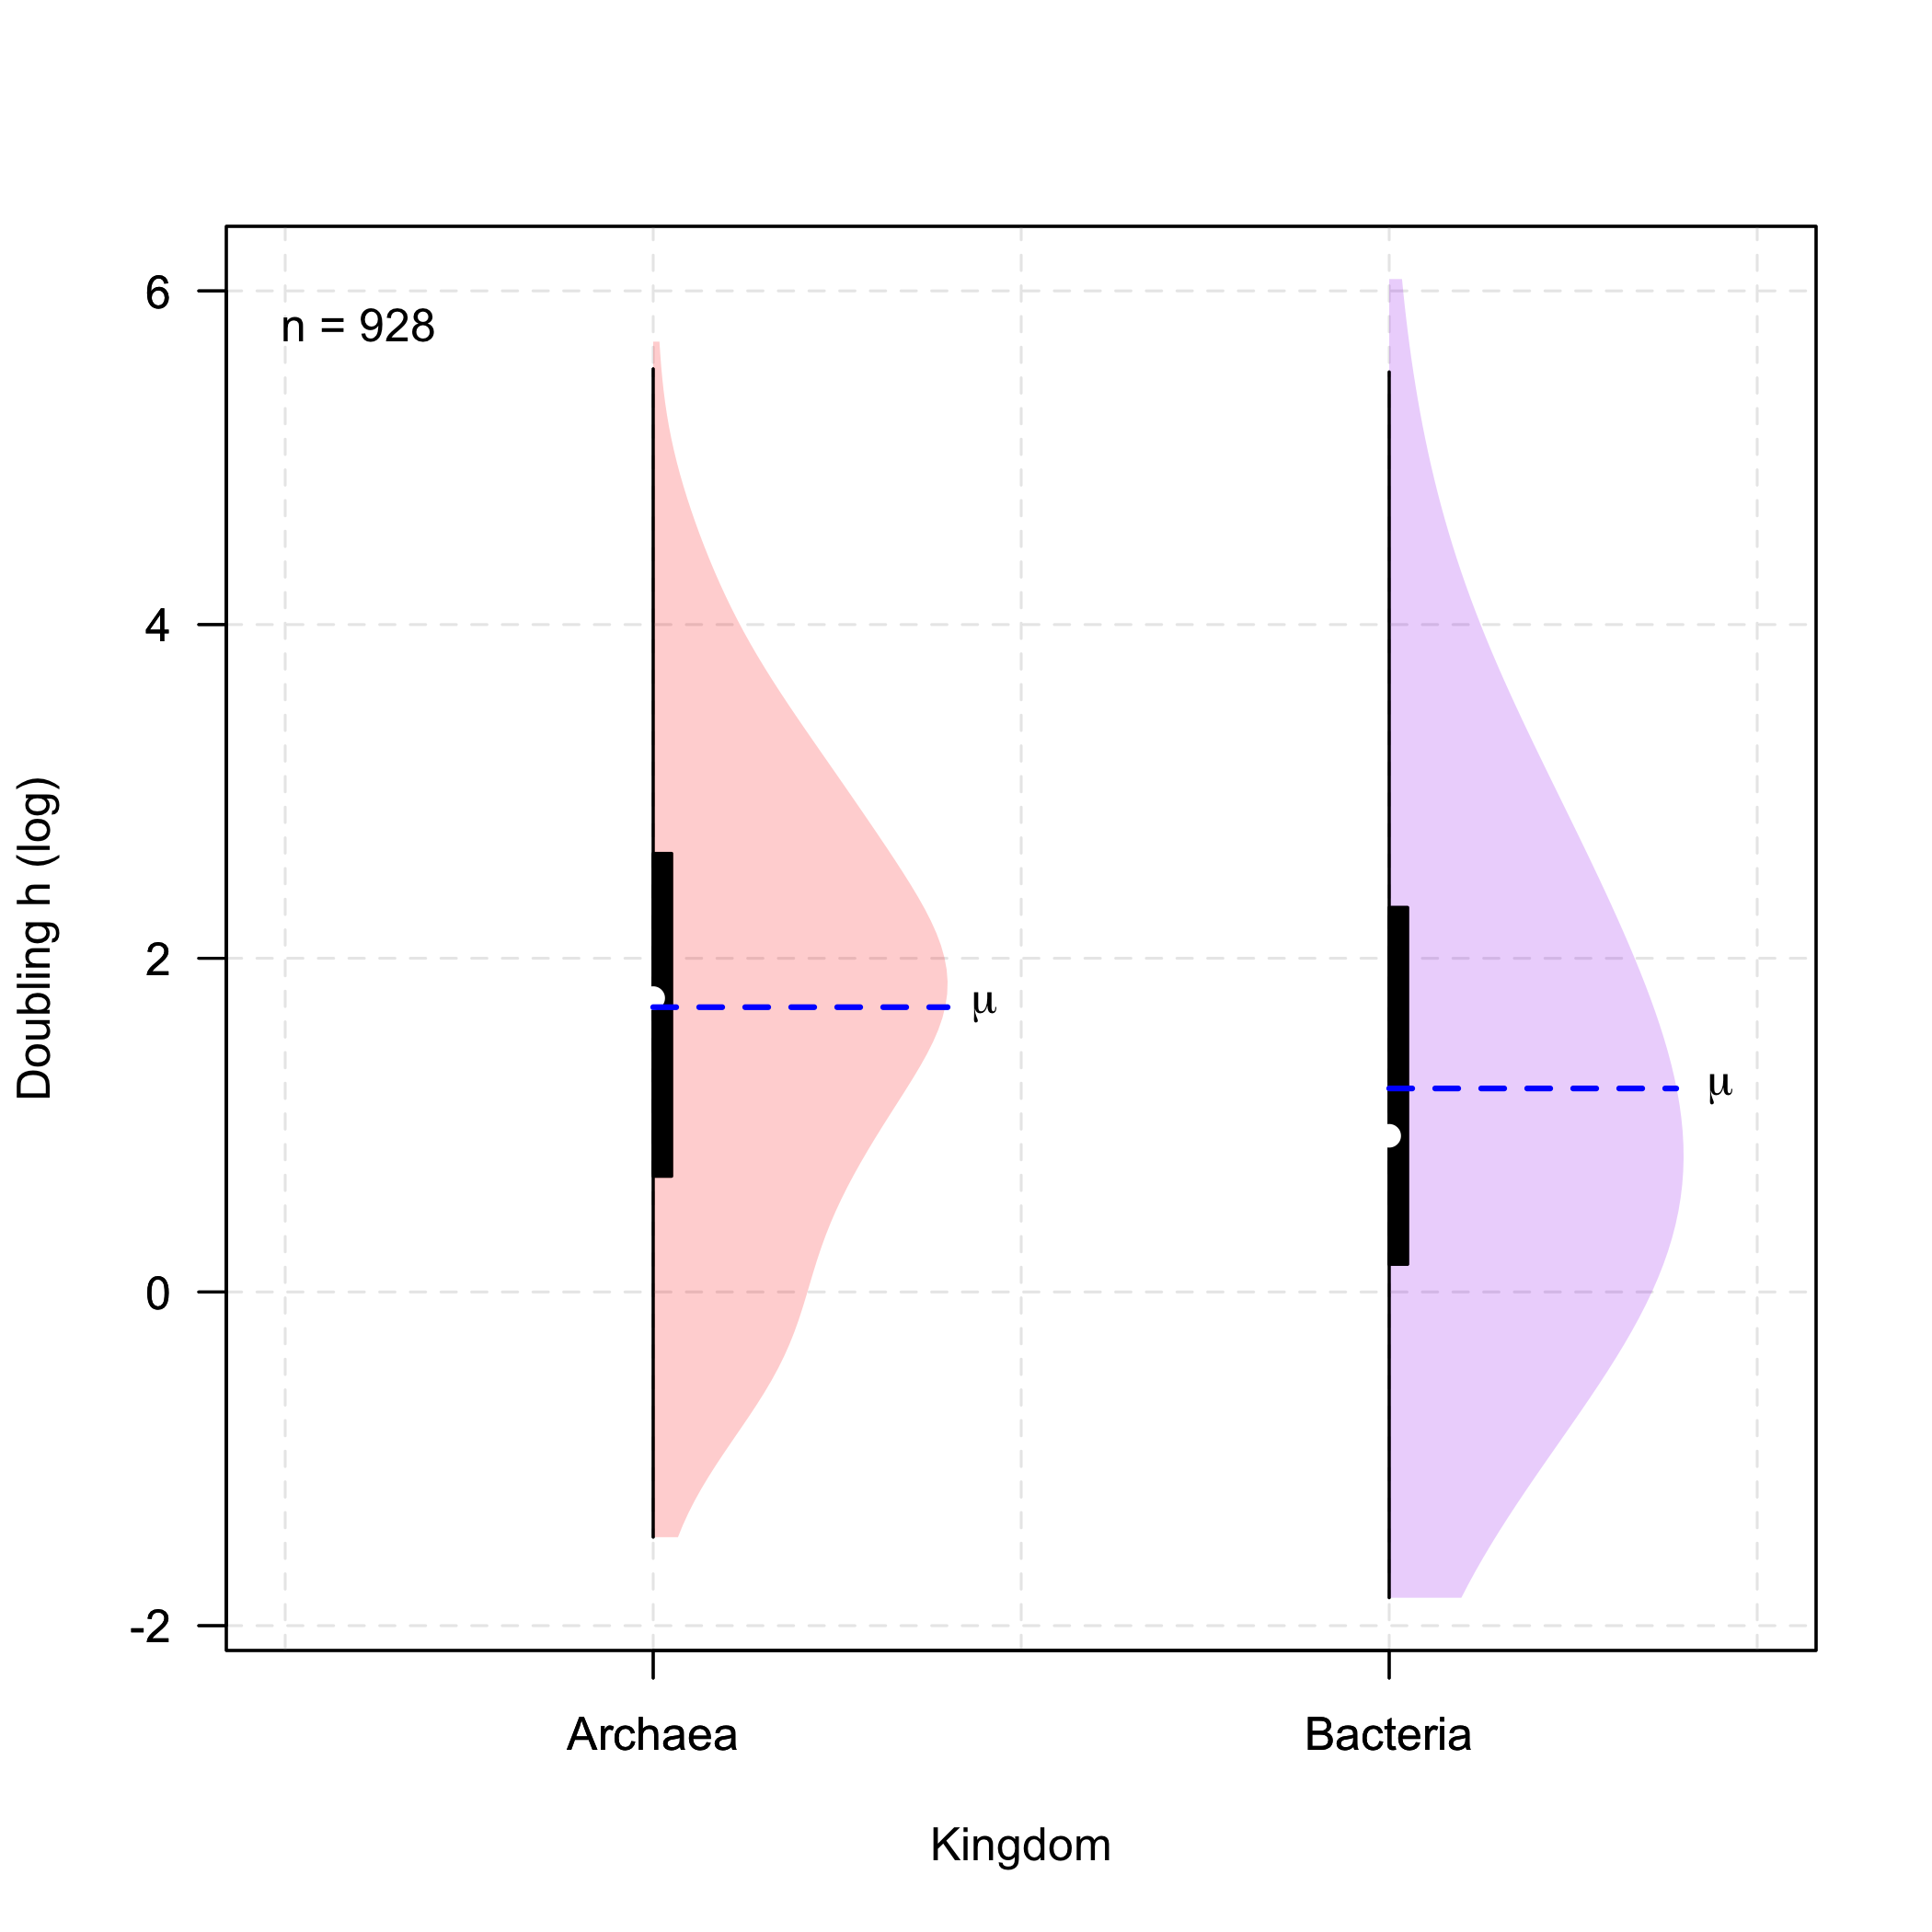 n = 928
6
4
2
0
-2
Doubling h (log)
μ
μ
Archaea
Bacteria
Kingdom